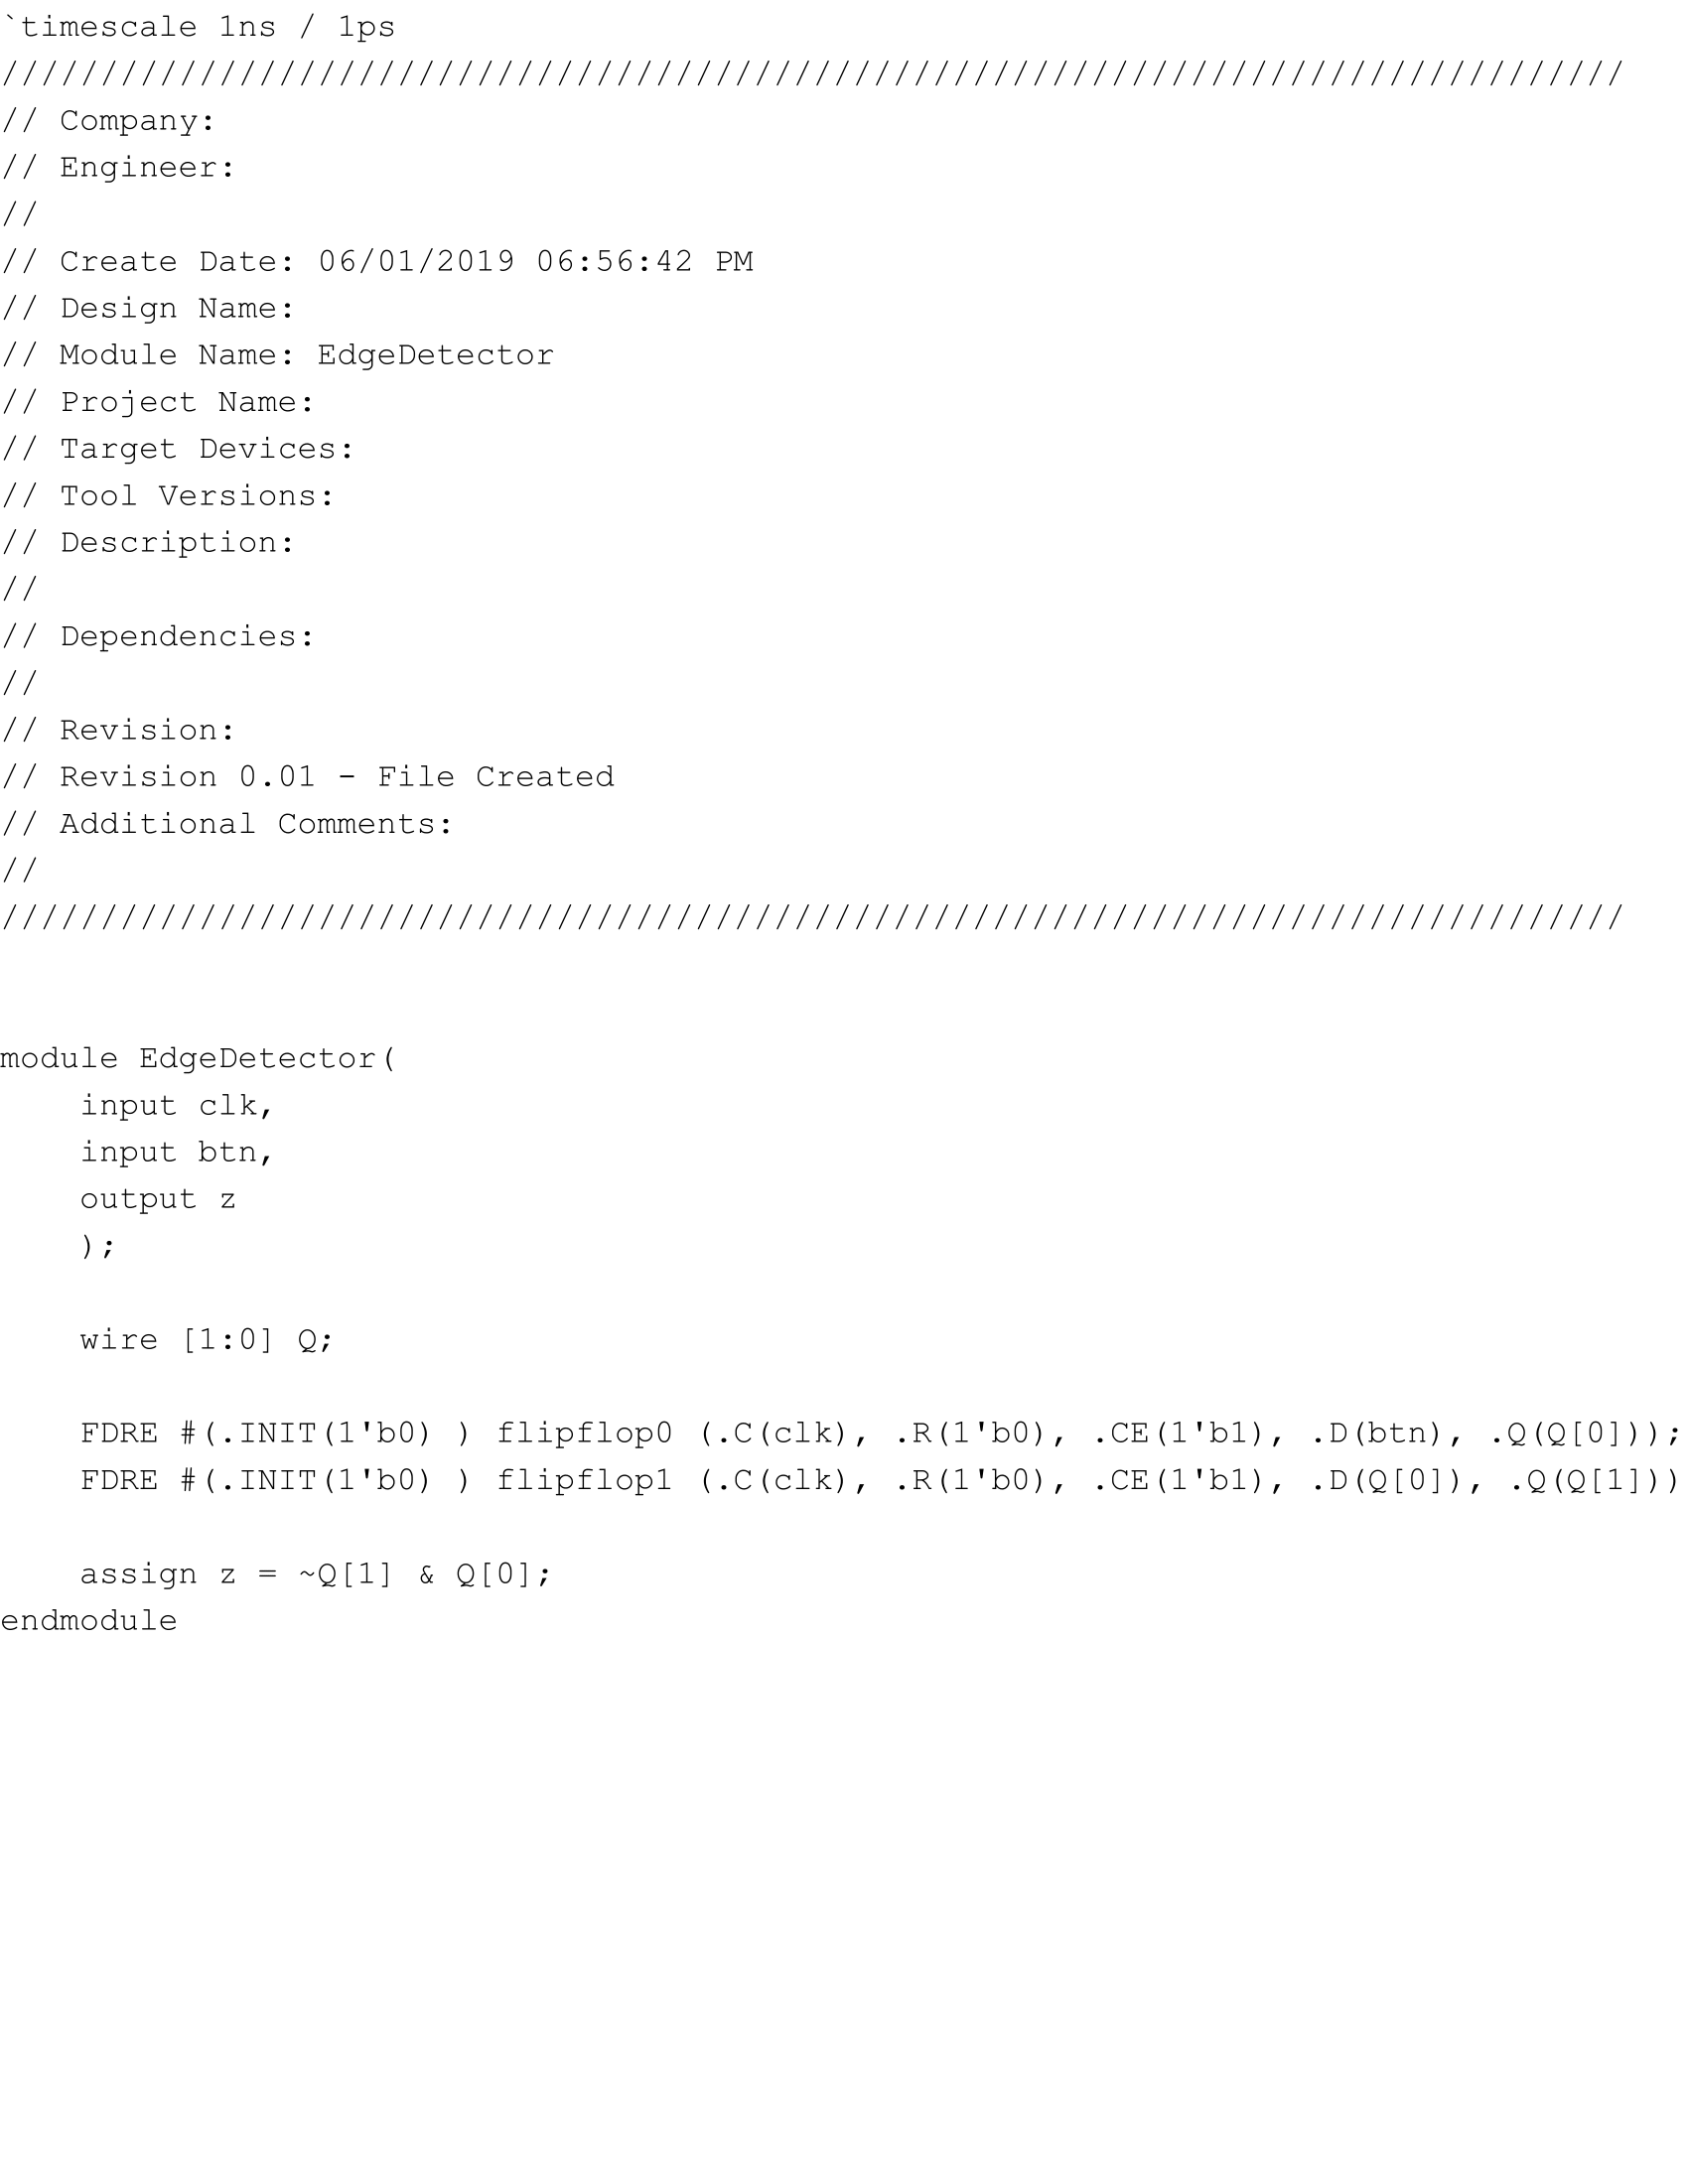 `timescale 1ns / 1ps
//////////////////////////////////////////////////////////////////////////////////
// Company:
// Engineer:
//
// Create Date: 06/01/2019 06:56:42 PM
// Design Name:
// Module Name: EdgeDetector
// Project Name:
// Target Devices:
// Tool Versions:
// Description:
//
// Dependencies:
//
// Revision:
// Revision 0.01 - File Created
// Additional Comments:
//
//////////////////////////////////////////////////////////////////////////////////
module EdgeDetector(
    input clk,
    input btn,
    output z
    );
    wire [1:0] Q;
    FDRE #(.INIT(1'b0) ) flipflop0 (.C(clk), .R(1'b0), .CE(1'b1), .D(btn), .Q(Q[0]));
    FDRE #(.INIT(1'b0) ) flipflop1 (.C(clk), .R(1'b0), .CE(1'b1), .D(Q[0]), .Q(Q[1]))
    assign z = ~Q[1] & Q[0];
endmodule